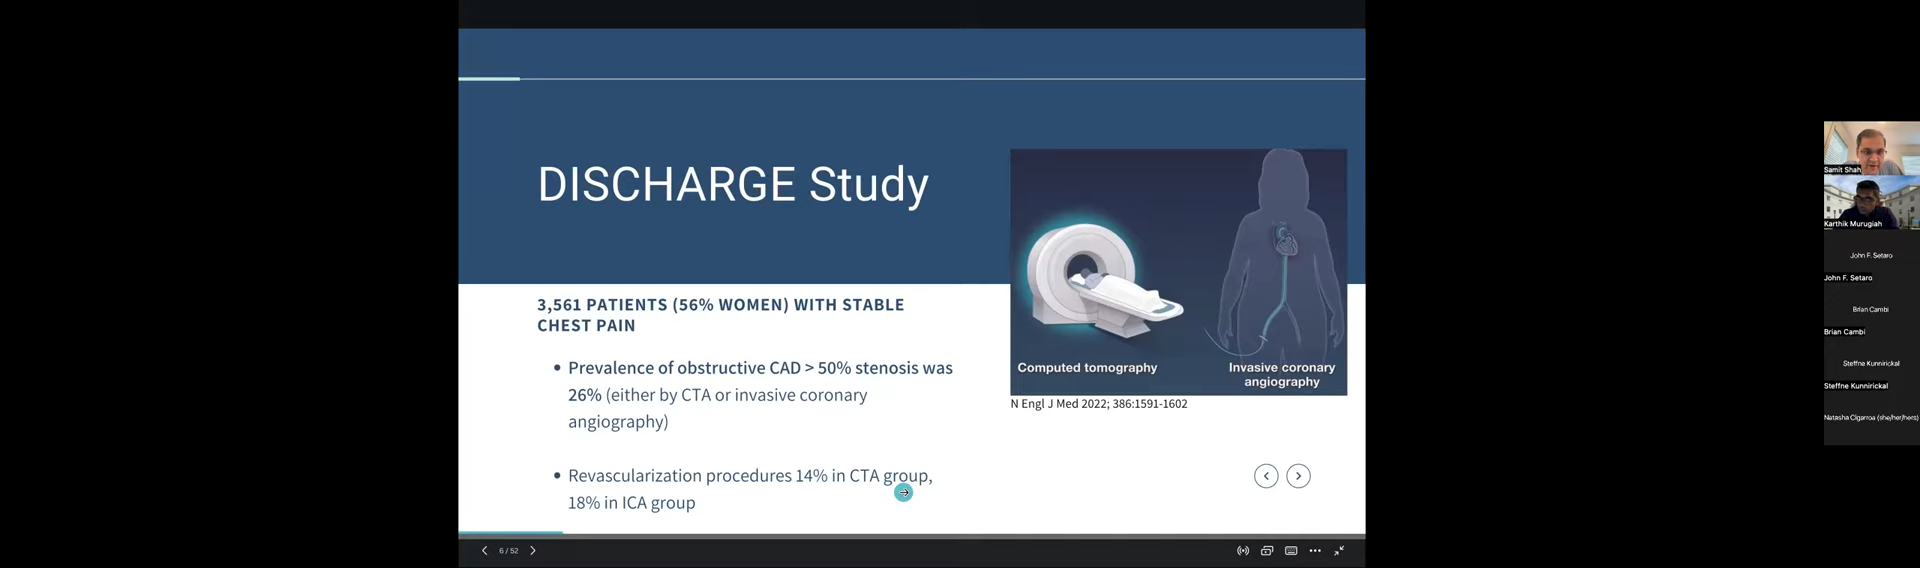 DISCHARGE Study
3,561 PATIENTS (56% WOMEN) WITH STABLE
CHEST PAIN
• Prevalence of obstructive CAD > 50% stenosis was
26% (either by CTA or invasive coronary
angiography)
• Revascularization procedures 14% in CTA group,
18% in ICA group
Computed tomography
Invasive coronary
angiography
N Engl J Med 2022; 386:1591-1602
6 / 52
Samit Shah
Karthik Murugiah
John F. Setaro
John F. Setaro
Brian Cambi
Brian Cambi
Steffne Kunnirickal
Steffne Kunnirickal
Natasha Cigarroa (she/her/hers)